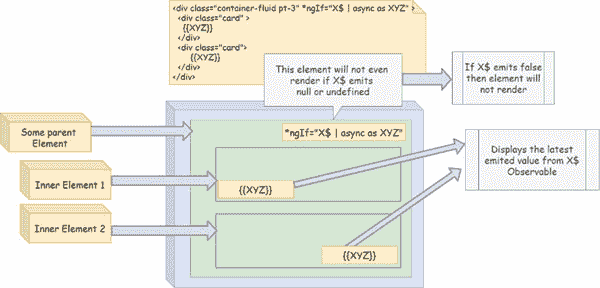 <div class="container-fluid pt-3" *ngIf="X$ | async as XYZ" >
<div class="card" >
{{XYZ}}
</div>
<div class="card">
{{XYZ}}
</div>
</div>
This element will not even
render if X$ emits
null or undefined
If X$ emits false
then element will
not render
Some parent
Element
*ngIf="X$ | async as XYZ"
Displays the latest
emited value from X$
Observable
Inner Element 1
{{XYZ}}
Inner Element 2
{{XYZ}}